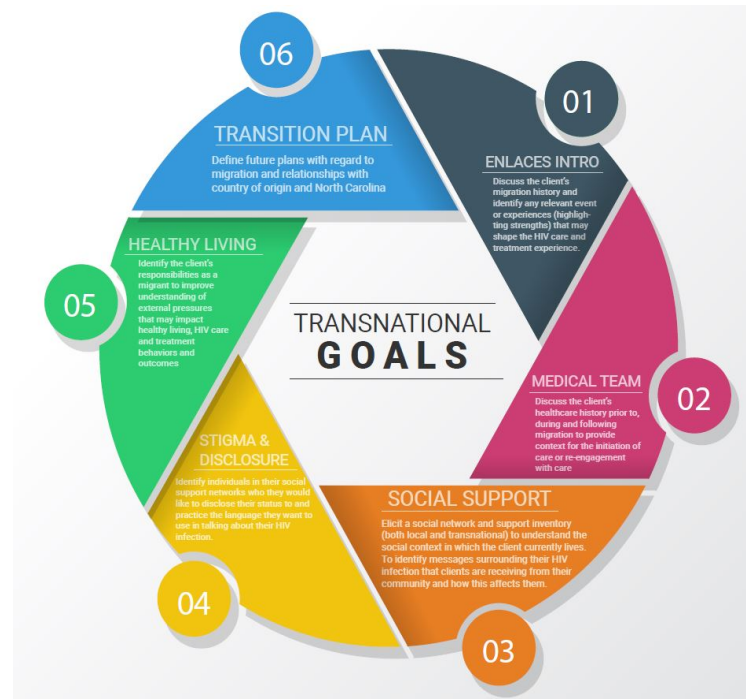 TRANSNATIONAL
GOALS
01
ENLACES INTRO
Discuss the client's
migration history and
identify any relevant event
or experiences (highligh-
ting strengths) that may
shape the HIV care and
treatment experience.
02
MEDICAL TEAM
Discuss the client's
healthcare history prior to,
during and following
migration to provide
context for the initiation of
care or re-engagement
with care
03
SOCIAL SUPPORT
Elicit a social network and support inventory
(both local and transnational) to understand the
social context in which the client currently lives.
To identify messages surrounding their HIV
infection that clients are receiving from their
community and how this affects them.
04
STIGMA &
DISCLOSURE
Identify individuals in their social
support networks who they would
like to disclose their status to and
practice the language they want to
use in talking about their HIV
infection.
05
HEALTHY LIVING
Identify the client's
responsibilities as a
migrant to improve
understanding of
external pressures
that may impact
healthy living, HIV care
and treatment
behaviors and
outcomes
06
TRANSITION PLAN
Define future plans with regard to
migration and relationships with
country of origin and North Carolina